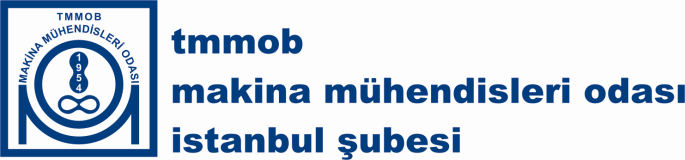 TMMOB
MAKİNA MÜHENDİSLERİ ODASI
1954
tmmob
makina mühendisleri odası
istanbul şubesi